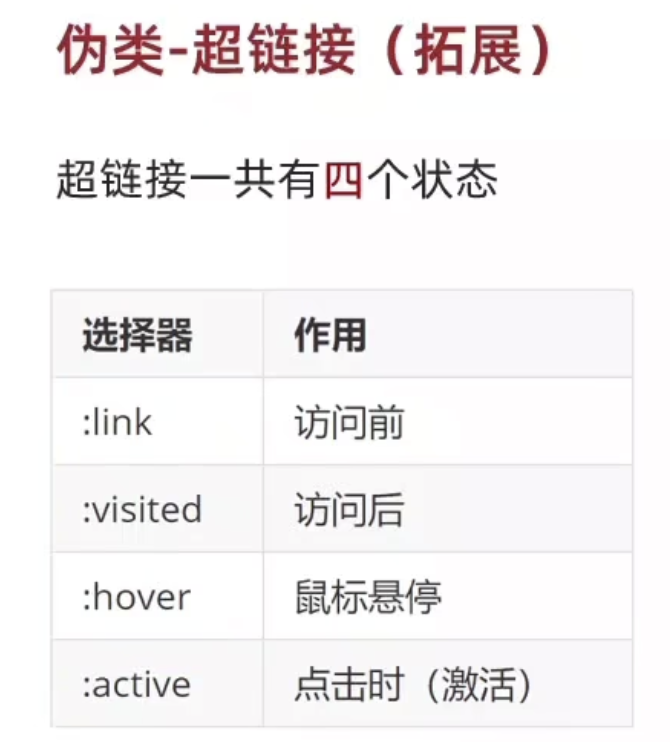 伪类-超链接（拓展）
超链接一共有四个状态
选择器 作用
:link 访问前
:visited 访问后
:hover 鼠标悬停
:active 点击时（激活）